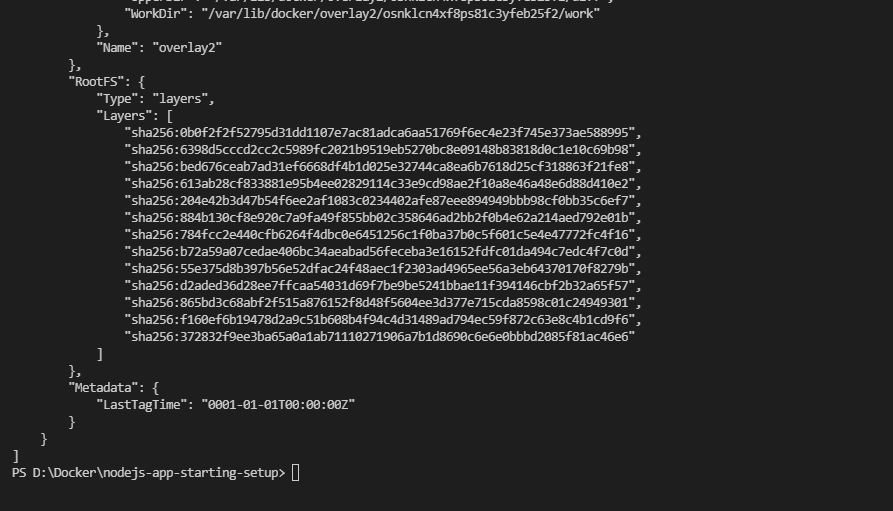 "WorkDir": "/var/lib/docker/overlay2/osnklcn4xf8ps81c3yfeb25f2/work"
},
"Name": "overlay2"
},
"RootFS": {
"Type": "layers",
"Layers": [
"sha256:0b0f2f2f52795d31dd1107e7ac81adca6aa51769f6ec4e23f745e373ae588995",
"sha256:6398d5cccd2cc2c5989fc2021b9519eb5270bc8e09148b83818d0c1e10c69b98",
"sha256:bed676ceab7ad31ef6668df4b1d025e32744ca8ea6b7618d25cf318863f21fe8",
"sha256:613ab28cf833881e95b4ee02829114c33e9cd98ae2f10a8e46a48e6d88d410e2",
"sha256:204e42b3d47b54f6ee2af1083c0234402afe87eee894949bbb98cf0bb35c6ef7",
"sha256:884b130cf8e920c7a9fa49f855bb02c358646ad2bb2f0b4e62a214aed792e01b",
"sha256:784fcc2e440cfb6264f4dbc0e6451256c1f0ba37b0c5f601c5e4e47772fc4f16",
"sha256:b72a59a07cedae406bc34aeabad56feceba3e16152fdfc01da494c7edc4f7c0d",
"sha256:55e375d8b397b56e52dfac24f48aec1f2303ad4965ee56a3eb64370170f8279b",
"sha256:d2aded36d28ee7ffcaa54031d69f7be9be5241bbae11f394146cbf2b32a65f57",
"sha256:865bd3c68abf2f515a876152f8d48f5604ee3d377e715cda8598c01c24949301",
"sha256:f160ef6b19478d2a9c51b608b4f94c4d31489ad794ec59f872c63e8c4b1cd9f6",
"sha256:372832f9ee3ba65a0a1ab71110271906a7b1d8690c6e6e0bbbd2085f81ac46e6"
]
},
"Metadata": {
"LastTagTime": "0001-01-01T00:00:00Z"
}
}
]
PS D:\Docker\nodejs-app-starting-setup>